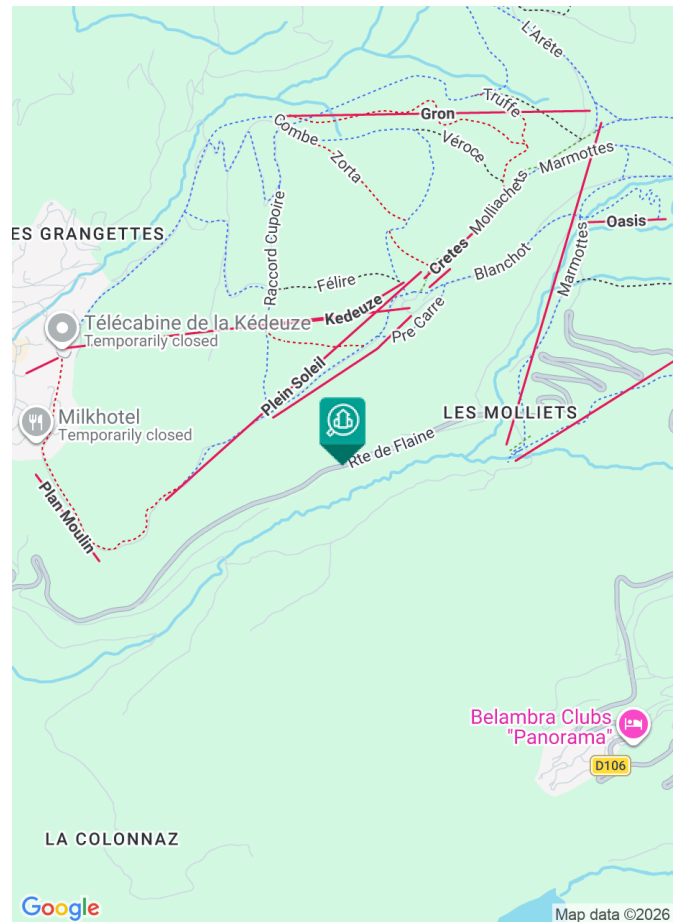 L'Arête
Truffe
Gron
Combe
Véroce
Zorta
Marmottes
Molliachets
Oasis
ES GRANGETTES
Raccord Cupoire
Cretes
Blanchot
Marmottes
Félire
Kedeuze
Pre Carre
Télécabine de la Kédeuze
Temporarily closed
Plein Soleil
Milkhotel
Temporarily closed
LES MOLLIETS
Rte de Flaine
Plan Moulin
Belambra Clubs
"Panorama"
D106
LA COLONNAZ
Google
Map data ©2026